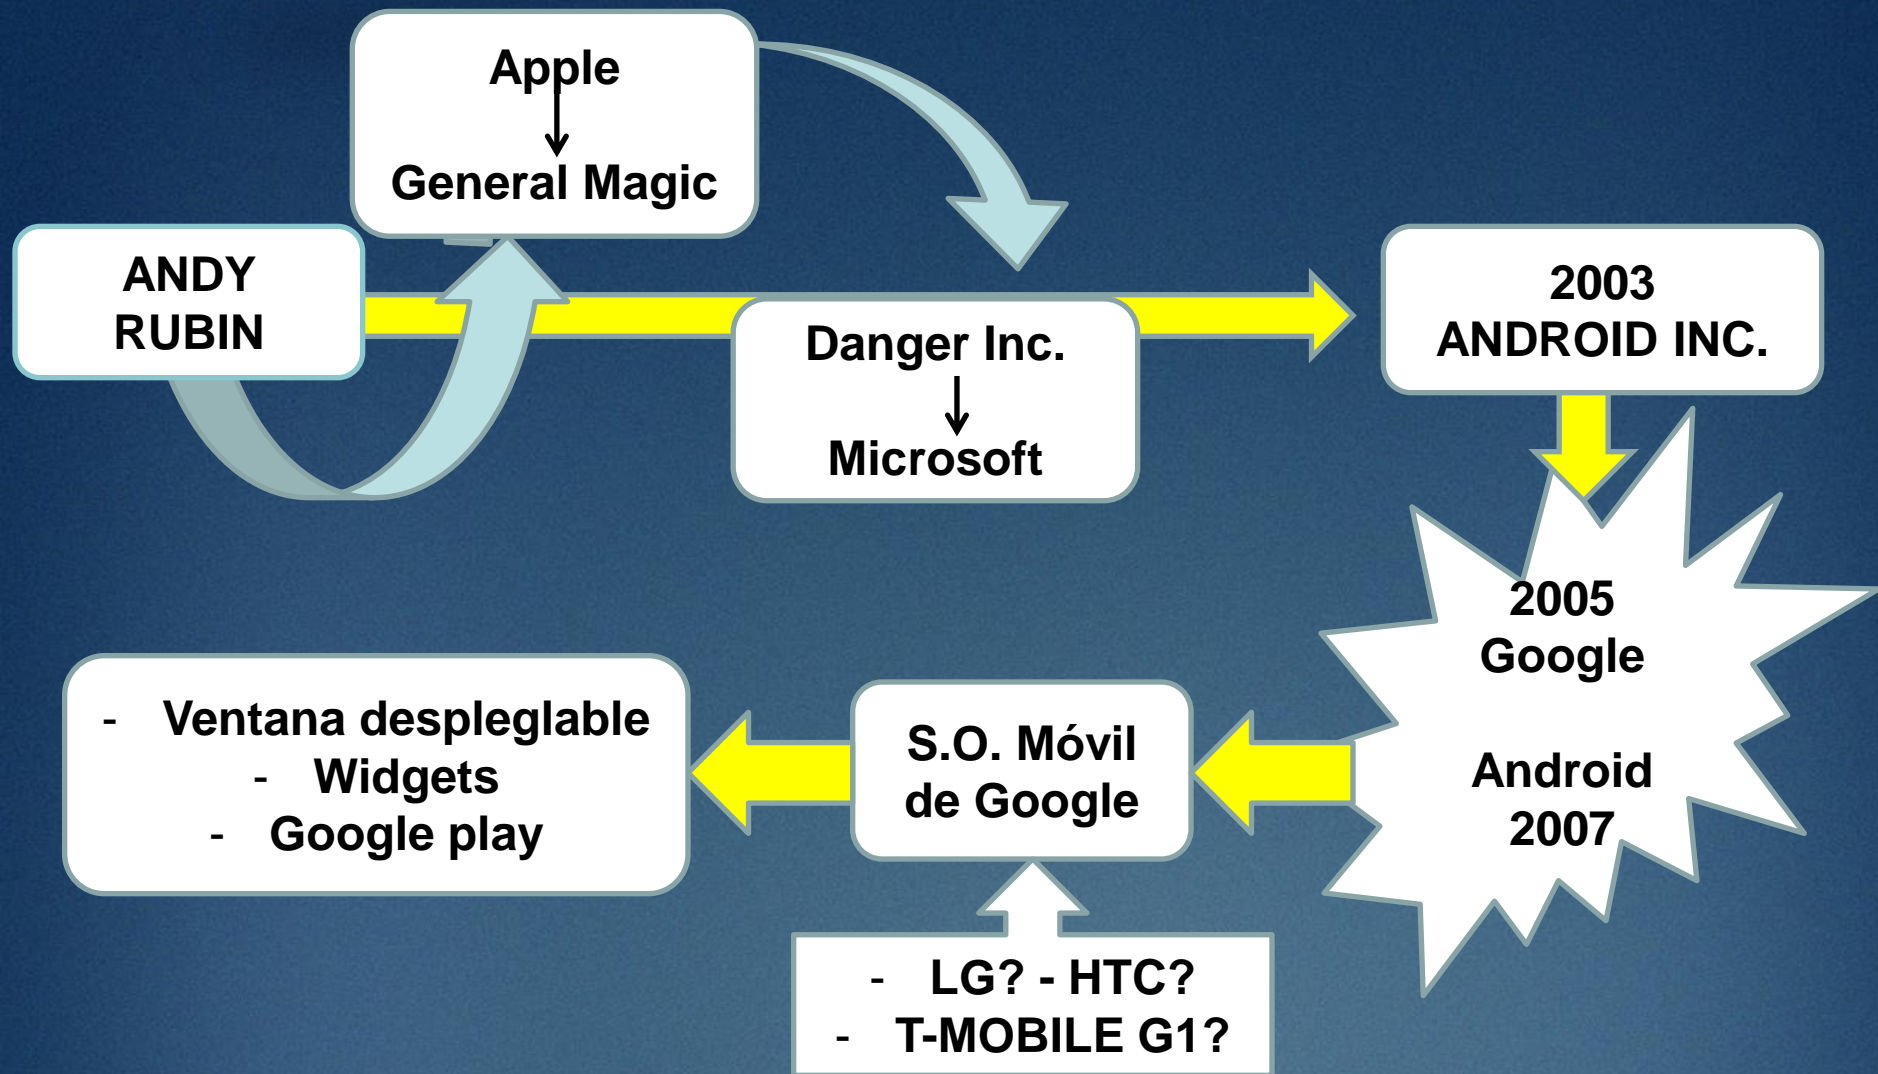 Apple
General Magic
ANDY
RUBIN
Danger Inc.
Microsoft
2003
ANDROID INC.
2005
Google
Android
2007
S.O. Móvil
de Google
- Ventana despleglable
- Widgets
- Google play
- LG? - HTC?
- T-MOBILE G1?